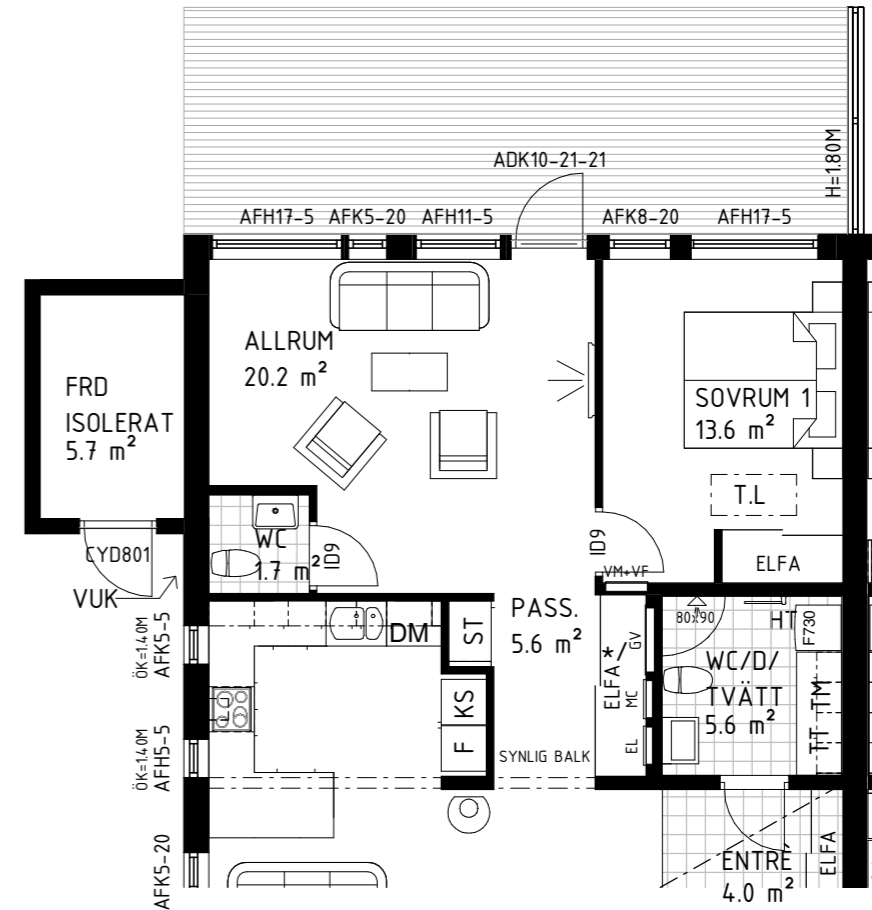 H=1.80M
ADK10-21-21
AFH17-5
AFK5-20
AFH11-5
AFK8-20
AFH17-5
ALLRUM
20.2 m²
FRD
ISOLERAT
5.7 m²
SOVRUM 1
13.6 m²
T.L
ELFA
CYD801
VUK
WC
1.7 m²
ID9
ID9
VM+VF
PASS.
5.6 m²
ST
DM
KS
F
ELFA*/
GV
MC
EL
SYNLIG BALK
80x90
HT
F730
WC/D/
TVÄTT
5.6 m²
TT TM
ÖK=1.40M
AFK5-5
ÖK=1.40M
AFH5-5
AFK5-20
ENTRÉ
4.0 m²
ELFA